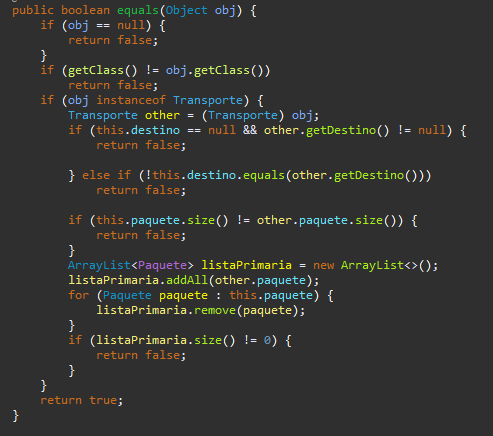 public boolean equals(Object obj) {
    if (obj == null) {
        return false;
    }
    if (getClass() != obj.getClass())
        return false;
    if (obj instanceof Transporte) {
        Transporte other = (Transporte) obj;
        if (this.destino == null && other.getDestino() != null) {
            return false;

        } else if (!this.destino.equals(other.getDestino()))
            return false;

        if (this.paquete.size() != other.paquete.size()) {
            return false;
        }
        ArrayList<Paquete> listaPrimaria = new ArrayList<>();
        listaPrimaria.addAll(other.paquete);
        for (Paquete paquete : this.paquete) {
            listaPrimaria.remove(paquete);
        }
        if (listaPrimaria.size() != 0) {
            return false;
        }
    }
    return true;
}